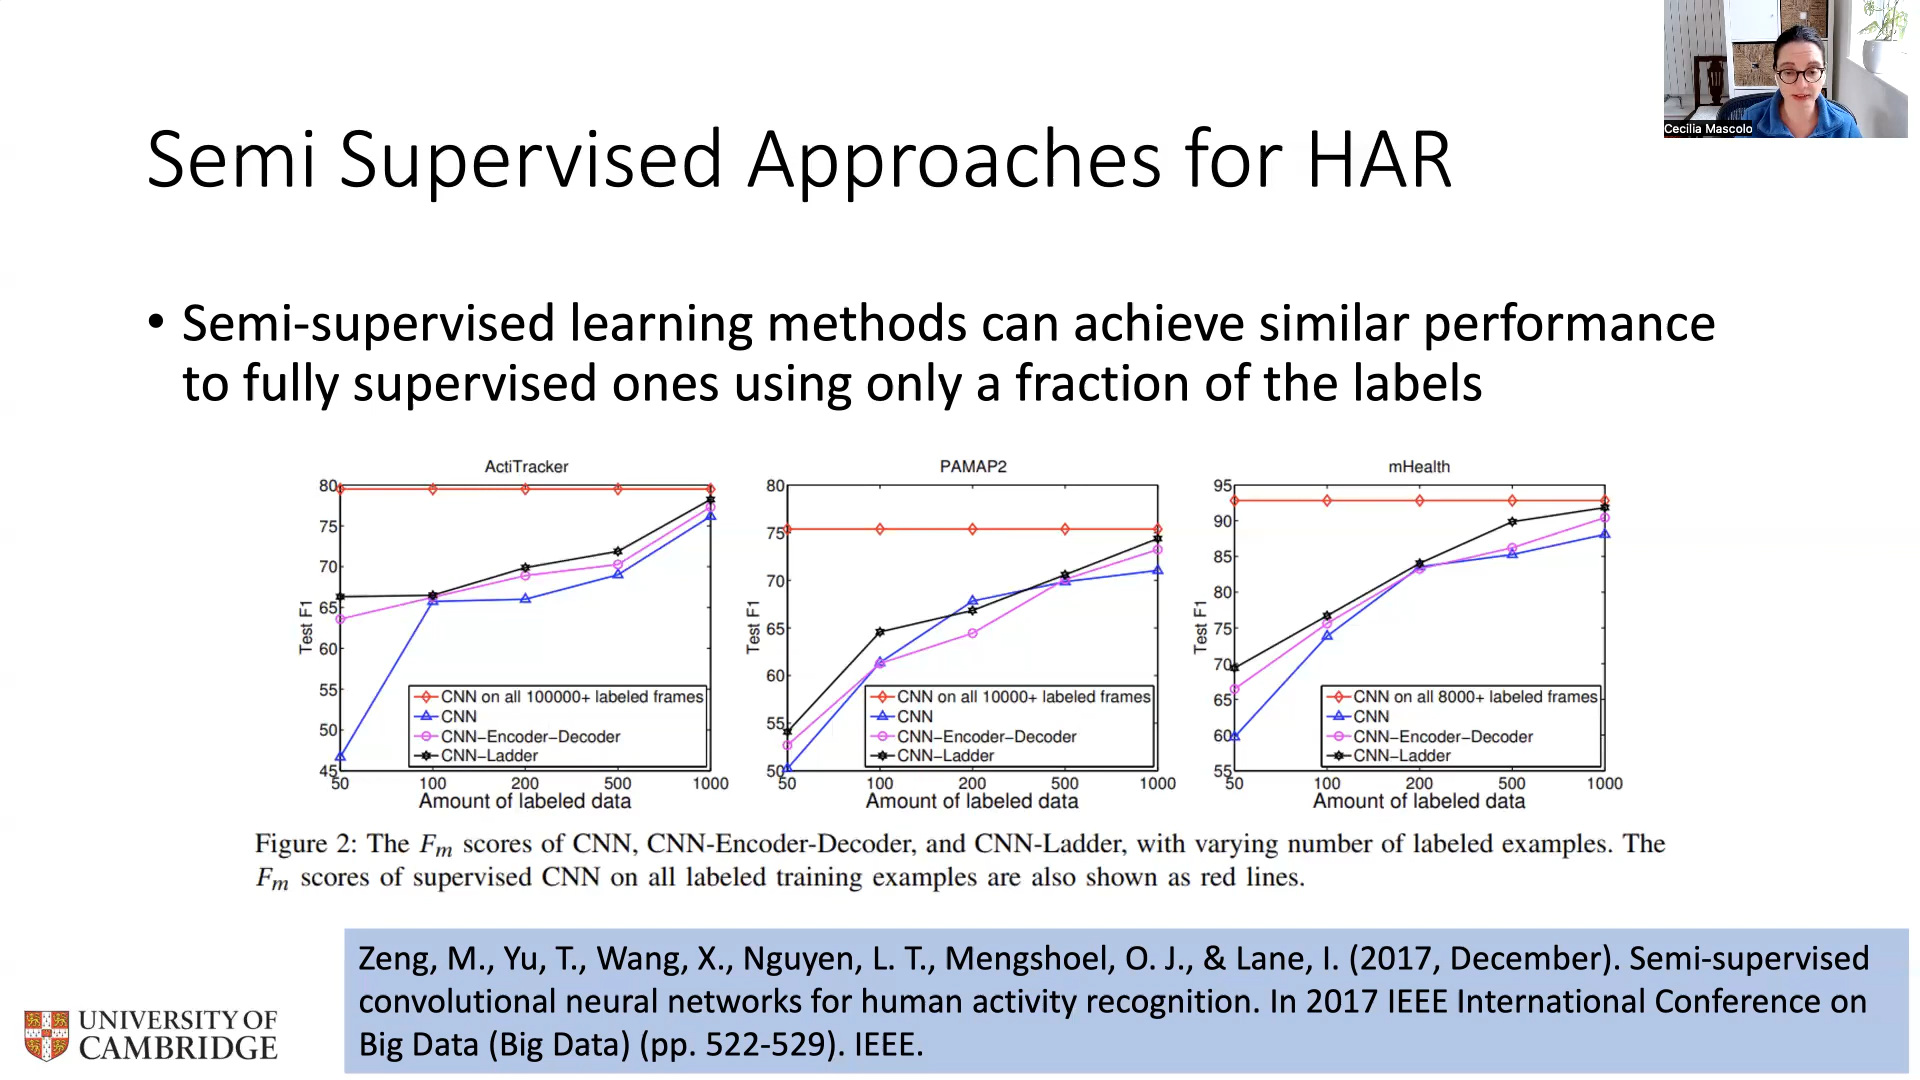 Cecilia Mascolo
Semi Supervised Approaches for HAR
• Semi-supervised learning methods can achieve similar performance
to fully supervised ones using only a fraction of the labels
ActiTracker
80
75
70
65
60
55
50
45
Test F1
50 100 200 500 1000
Amount of labeled data
CNN on all 100000+ labeled frames
CNN
CNN−Encoder−Decoder
CNN−Ladder
PAMAP2
80
75
70
65
60
55
50
Test F1
50 100 200 500 1000
Amount of labeled data
CNN on all 10000+ labeled frames
CNN
CNN−Encoder−Decoder
CNN−Ladder
mHealth
95
90
85
80
75
70
65
60
55
Test F1
50 100 200 500 1000
Amount of labeled data
CNN on all 8000+ labeled frames
CNN
CNN−Encoder−Decoder
CNN−Ladder
Figure 2: The Fm scores of CNN, CNN-Encoder-Decoder, and CNN-Ladder, with varying number of labeled examples. The
Fm scores of supervised CNN on all labeled training examples are also shown as red lines.
Zeng, M., Yu, T., Wang, X., Nguyen, L. T., Mengshoel, O. J., & Lane, I. (2017, December). Semi-supervised
convolutional neural networks for human activity recognition. In 2017 IEEE International Conference on
Big Data (Big Data) (pp. 522-529). IEEE.
UNIVERSITY OF
CAMBRIDGE